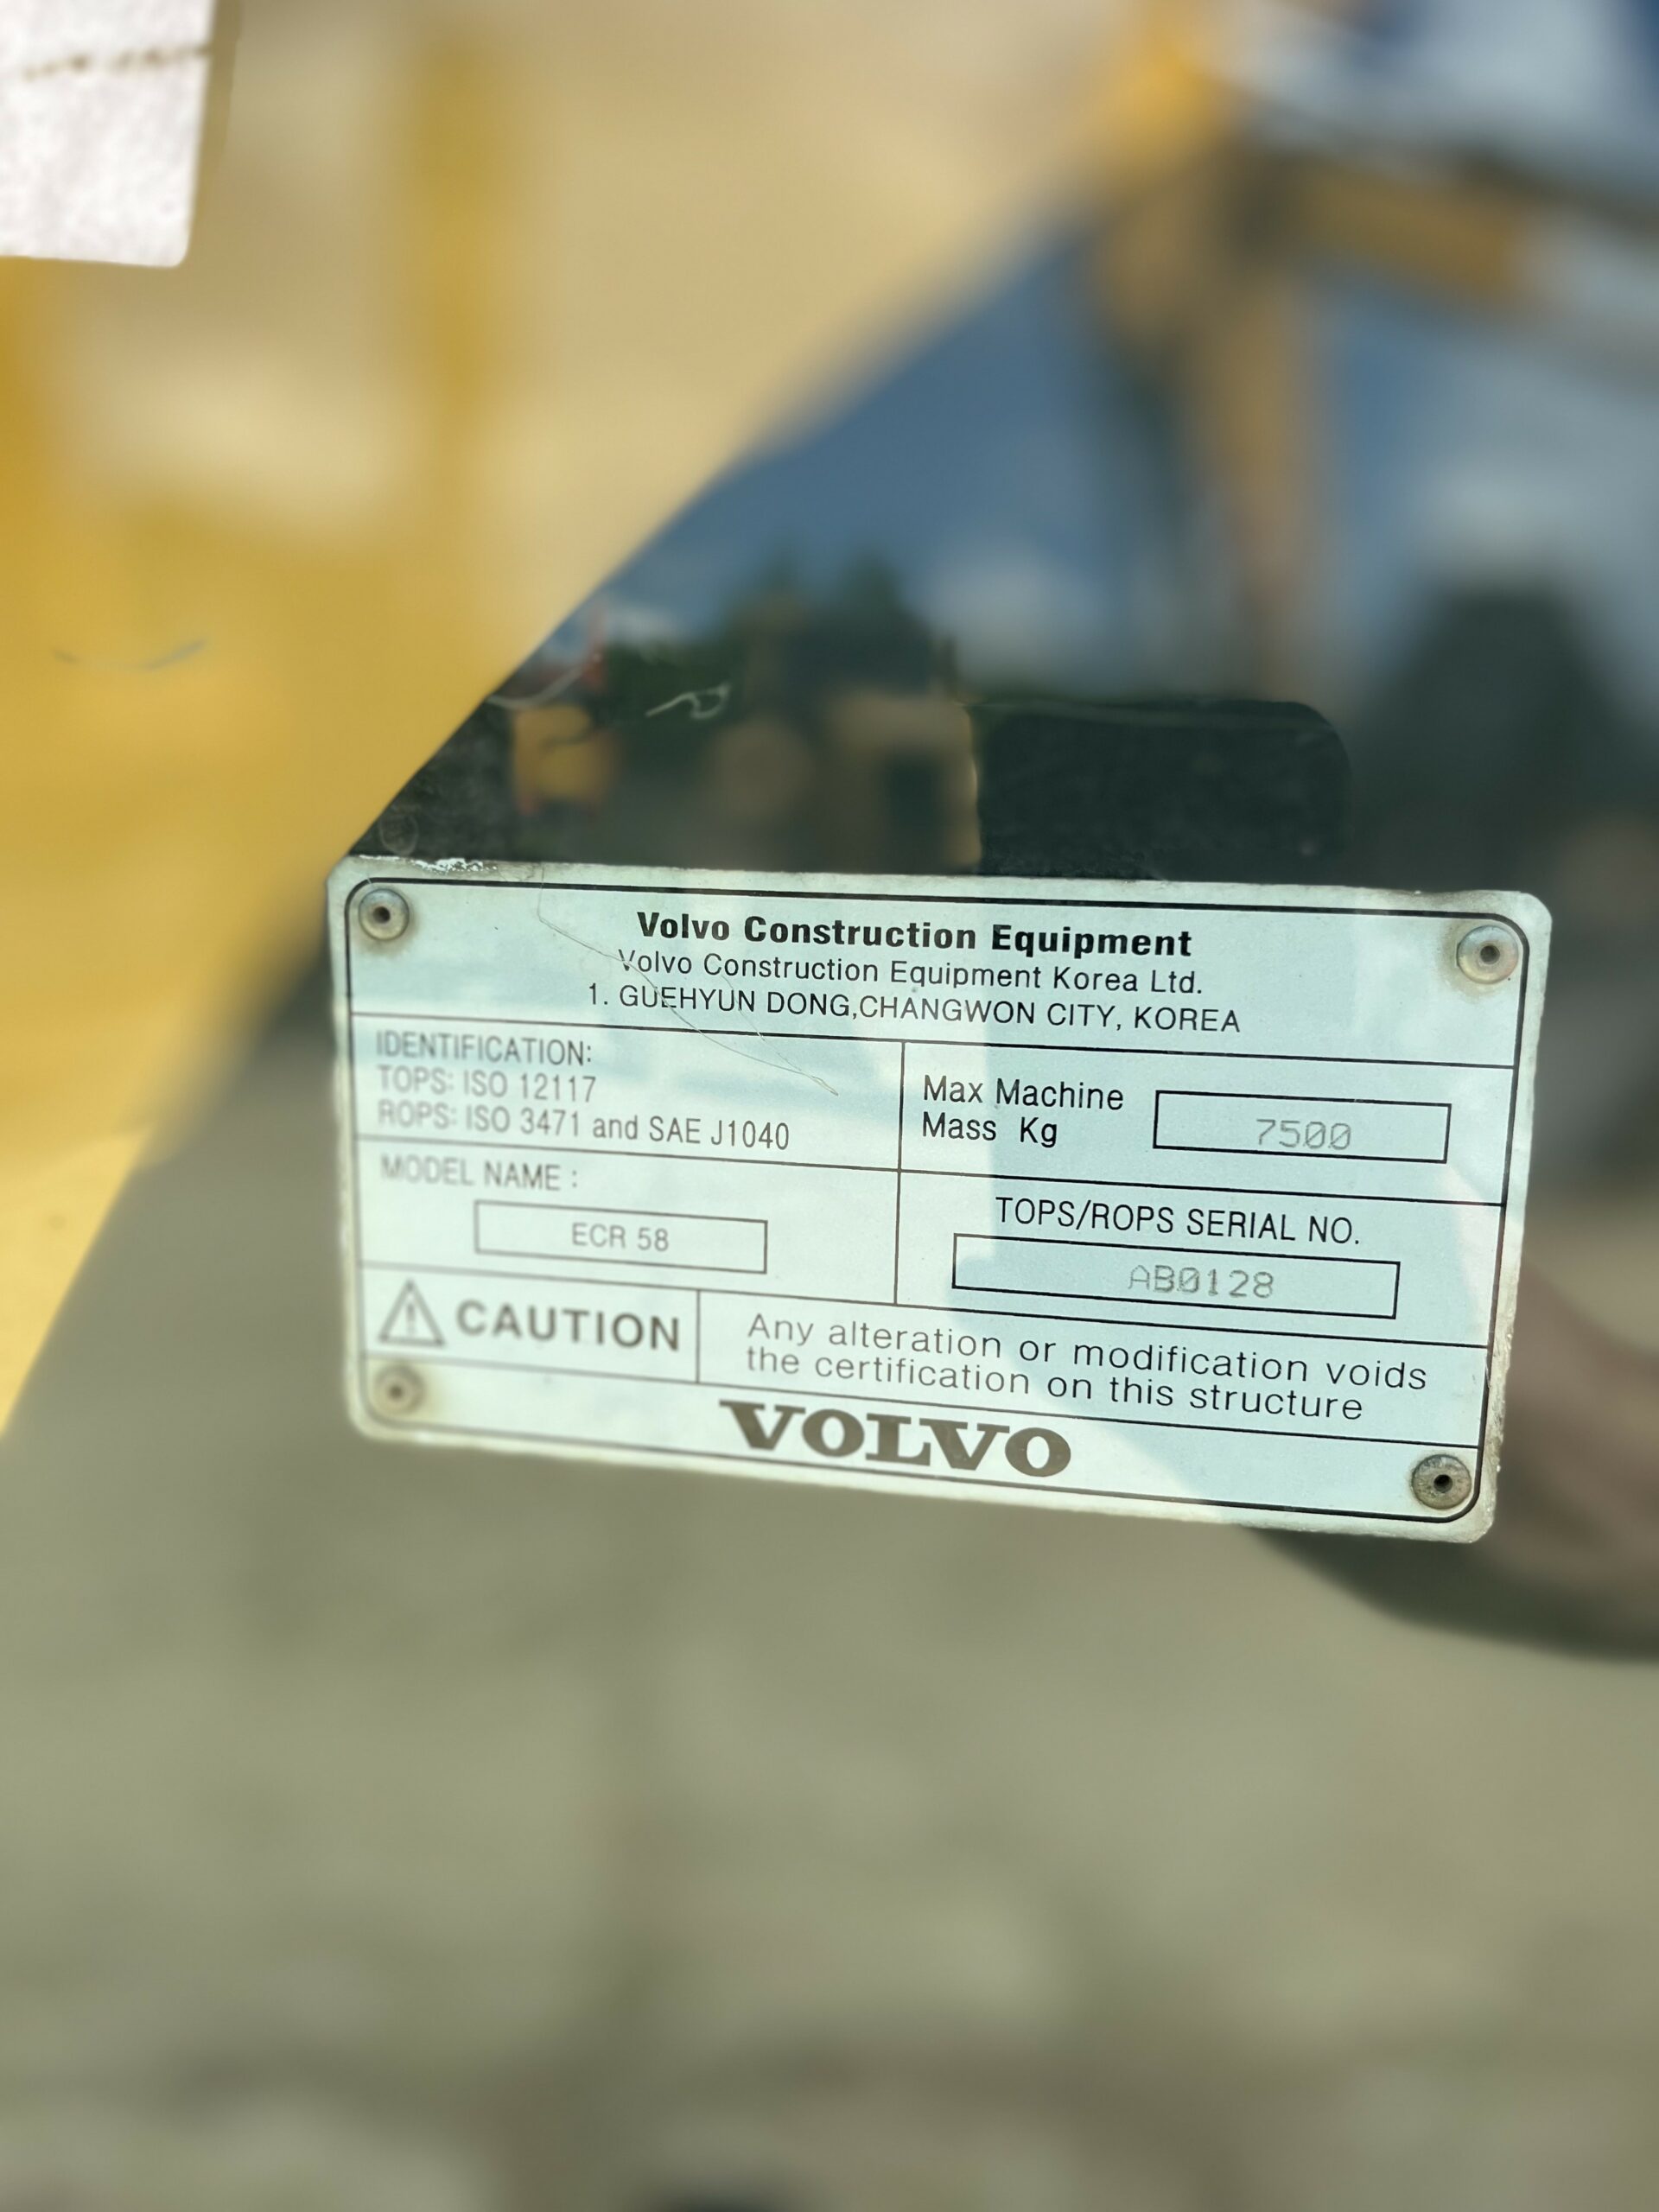 Volvo Construction Equipment
Volvo Construction Equipment Korea Ltd.
1. GUEHYUN DONG,CHANGWON CITY, KOREA
IDENTIFICATION:
TOPS: ISO 12117
ROPS: ISO 3471 and SAE J1040
Max Machine
Mass Kg
7500
MODEL NAME :
ECR 58
TOPS/ROPS SERIAL NO.
AB0128
CAUTION
Any alteration or modification voids
the certification on this structure
VOLVO